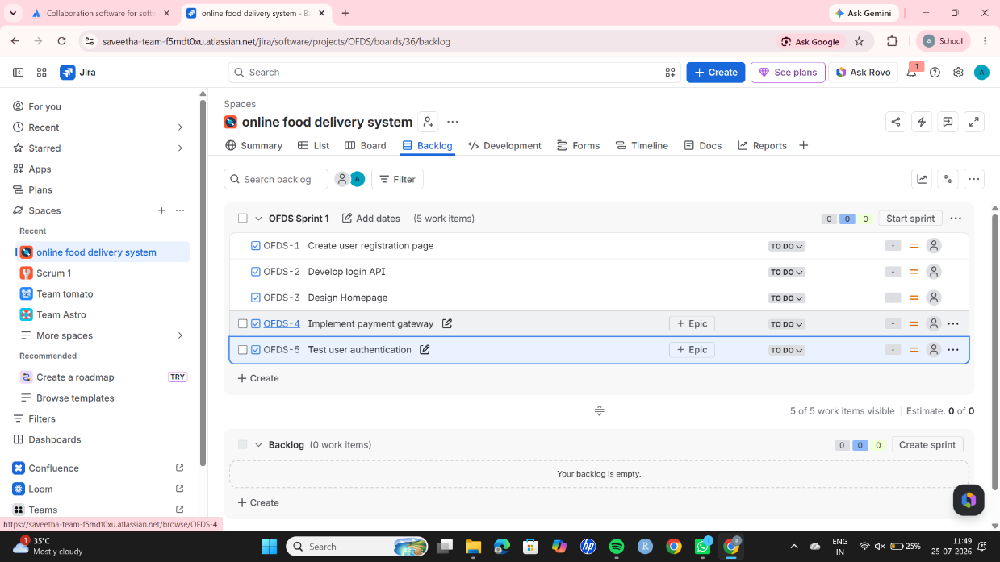 Collaboration software for softw
online food delivery system - Ba
Ask Gemini
saveetha-team-f5mdt0xu.atlassian.net/jira/software/projects/OFDS/boards/36/backlog
Ask Google
a School
Jira
Search
Create
See plans
Ask Rovo
1
A
For you
Recent
Starred
Apps
Plans
Spaces
Recent
online food delivery system
Scrum 1
Team tomato
Team Astro
More spaces
Recommended
Create a roadmap TRY
Browse templates
Filters
Dashboards
Confluence
Loom
Teams
https://saveetha-team-f5mdt0xu.atlassian.net/browse/OFDS-4
Spaces
online food delivery system
Summary List Board Backlog Development Forms Timeline Docs Reports
Search backlog A Filter
OFDS Sprint 1 Add dates (5 work items) 0 0 0 Start sprint
OFDS-1 Create user registration page TO DO -
OFDS-2 Develop login API TO DO -
OFDS-3 Design Homepage TO DO -
OFDS-4 Implement payment gateway + Epic TO DO -
OFDS-5 Test user authentication + Epic TO DO -
+ Create
5 of 5 work items visible Estimate: 0 of 0
Backlog (0 work items) 0 0 0 Create sprint
Your backlog is empty.
+ Create
1
35°C
Mostly cloudy
Search
hp
R
1
a
ENG
IN
25%
11:49
25-07-2026